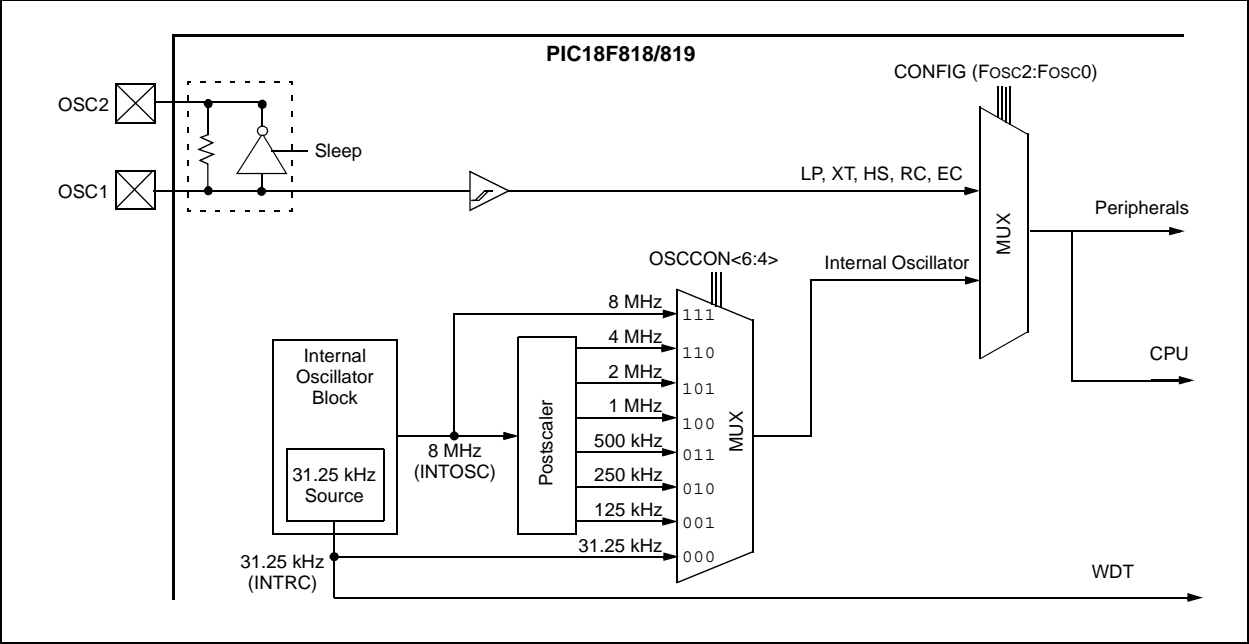 PIC18F818/819
CONFIG (FOSC2:FOSC0)
OSC2
Sleep
OSC1
LP, XT, HS, RC, EC
MUX
Peripherals
OSCCON<6:4>
Internal Oscillator
8 MHz
111
4 MHz
110
2 MHz
101
1 MHz
100
500 kHz
011
250 kHz
010
125 kHz
001
31.25 kHz
000
MUX
CPU
Internal
Oscillator
Block
31.25 kHz
Source
8 MHz
(INTOSC)
Postscaler
31.25 kHz
(INTRC)
WDT